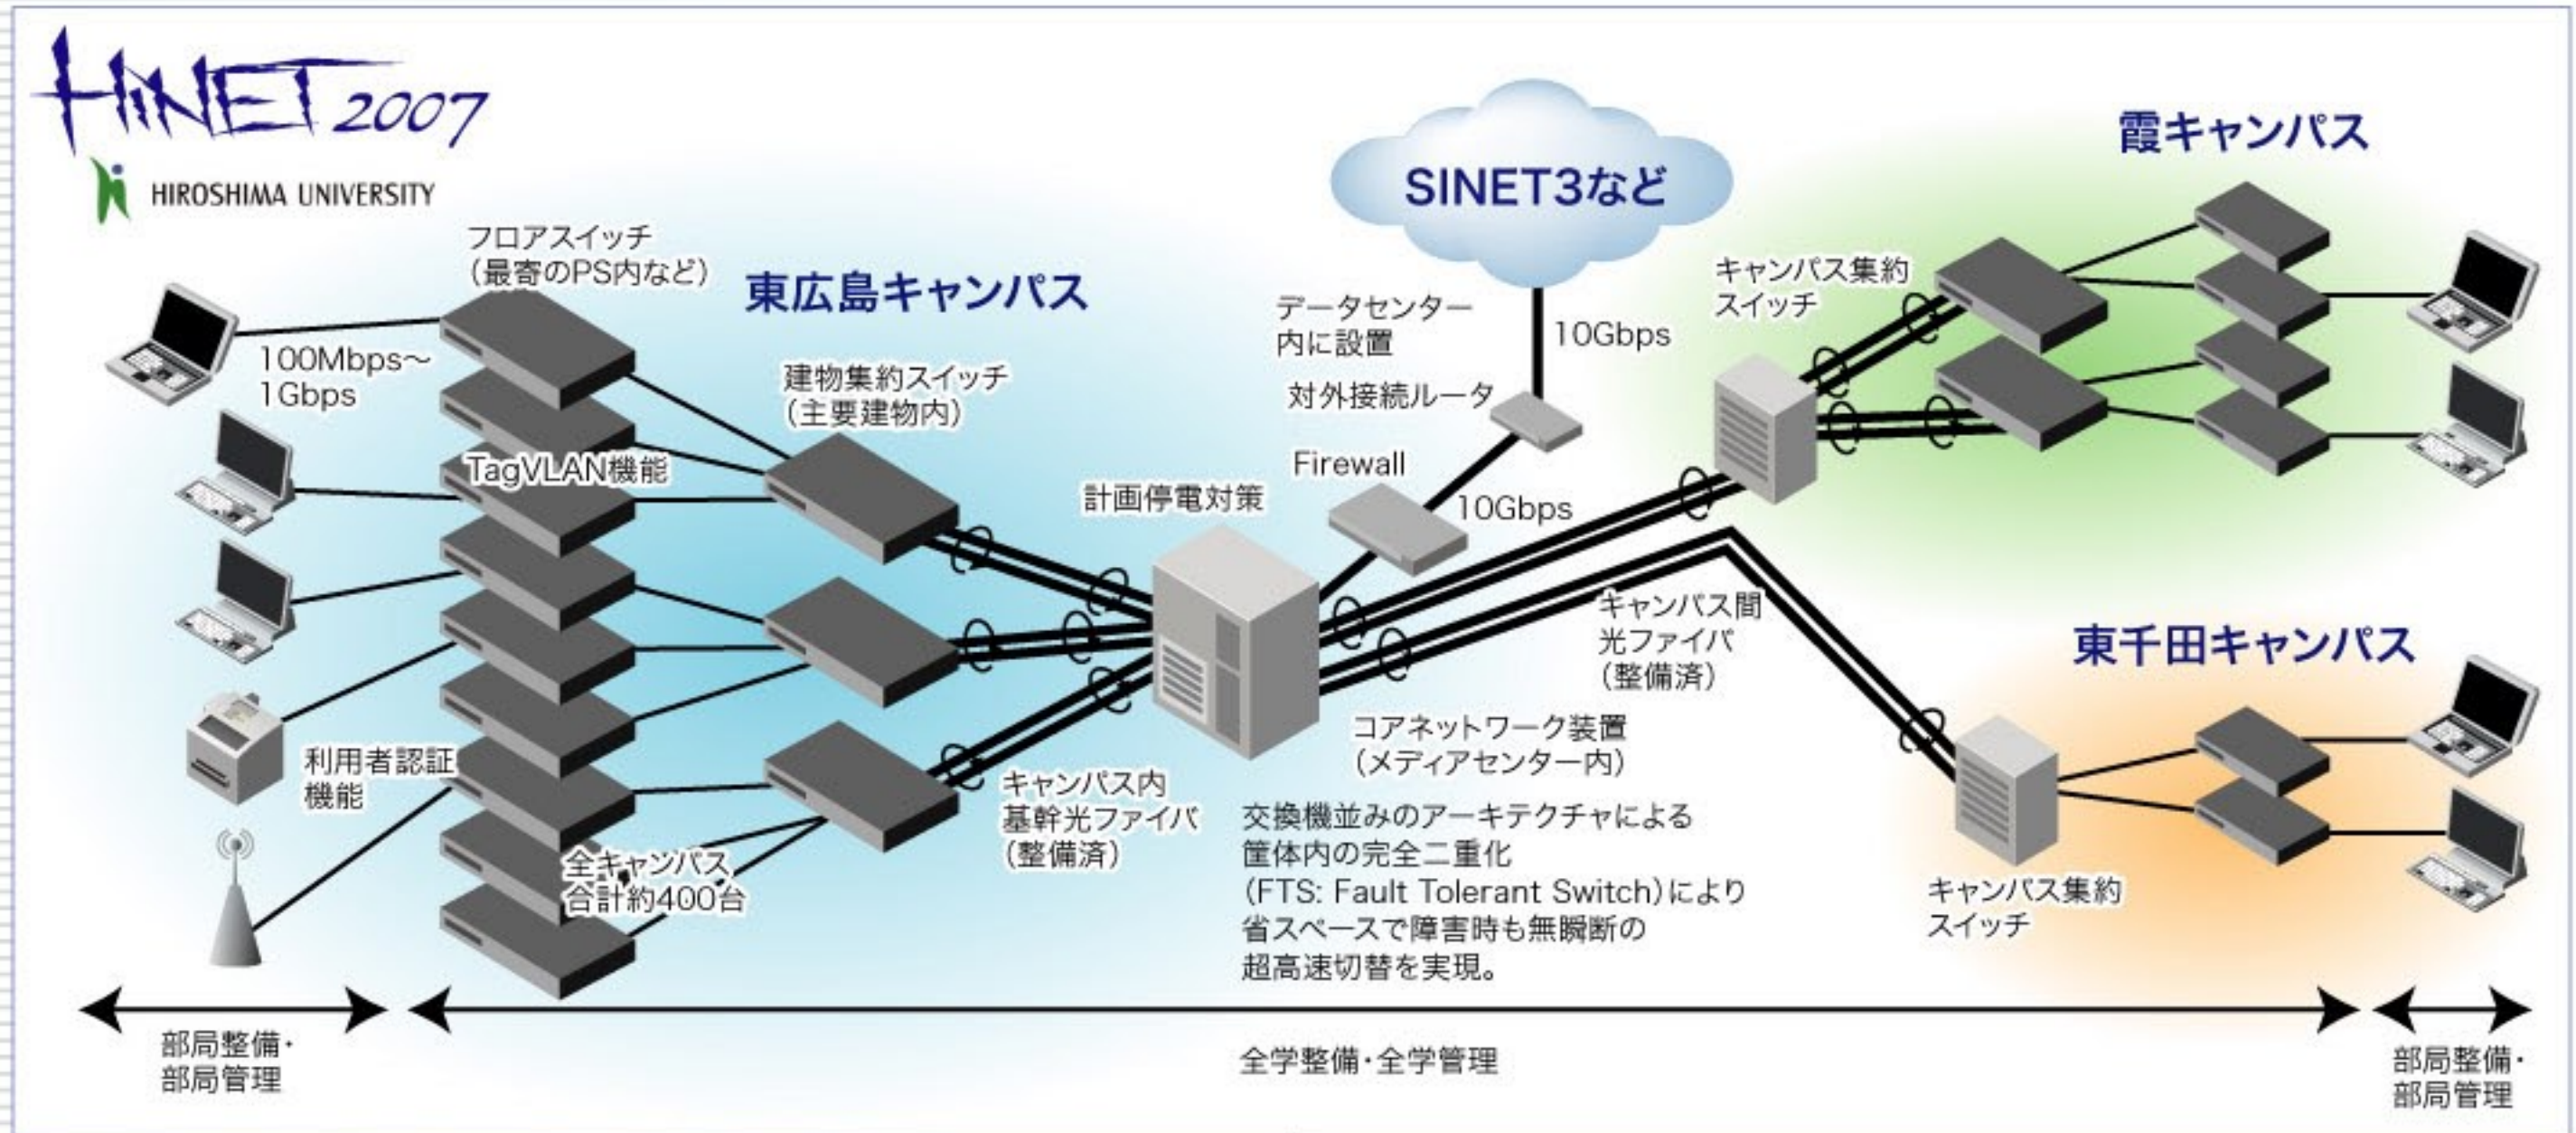 HiNET 2007
HIROSHIMA UNIVERSITY
フロアスイッチ
（最寄のPS内など）
東広島キャンパス
100Mbps～
1Gbps
建物集約スイッチ
（主要建物内）
TagVLAN機能
計画停電対策
利用者認証
機能
全キャンパス
合計約400台
キャンパス内
基幹光ファイバ
（整備済）
SINET3など
データセンター
内に設置
10Gbps
対外接続ルータ
Firewall
10Gbps
キャンパス間
光ファイバ
（整備済）
コアネットワーク装置
（メディアセンター内）
交換機並みのアーキテクチャによる
筐体内の完全二重化
（FTS: Fault Tolerant Switch）により
省スペースで障害時も無瞬断の
超高速切替を実現。
霞キャンパス
キャンパス集約
スイッチ
東千田キャンパス
キャンパス集約
スイッチ
部局整備・
部局管理
全学整備・全学管理
部局整備・
部局管理